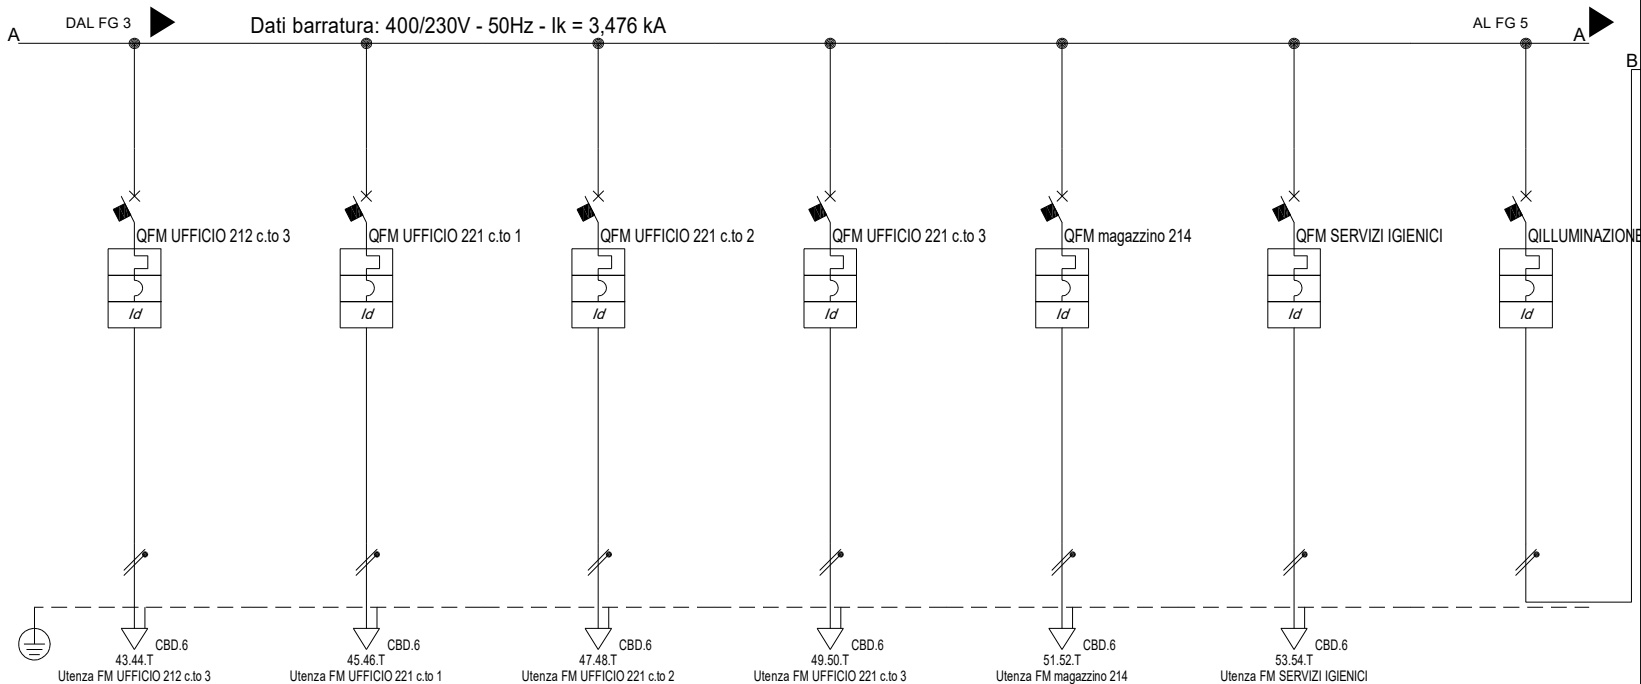 DAL FG 3
Dati barratura: 400/230V - 50Hz - Ik = 3,476 kA
AL FG 5
A
A
B
QFM UFFICIO 212 c.to 3
QFM UFFICIO 221 c.to 1
QFM UFFICIO 221 c.to 2
QFM UFFICIO 221 c.to 3
QFM magazzino 214
QFM SERVIZI IGIENICI
QILLUMINAZIONE
Id
Id
Id
Id
Id
Id
Id
CBD.6
CBD.6
CBD.6
CBD.6
CBD.6
CBD.6
43.44.T
45.46.T
47.48.T
49.50.T
51.52.T
53.54.T
Utenza FM UFFICIO 212 c.to 3
Utenza FM UFFICIO 221 c.to 1
Utenza FM UFFICIO 221 c.to 2
Utenza FM UFFICIO 221 c.to 3
Utenza FM magazzino 214
Utenza FM SERVIZI IGIENICI